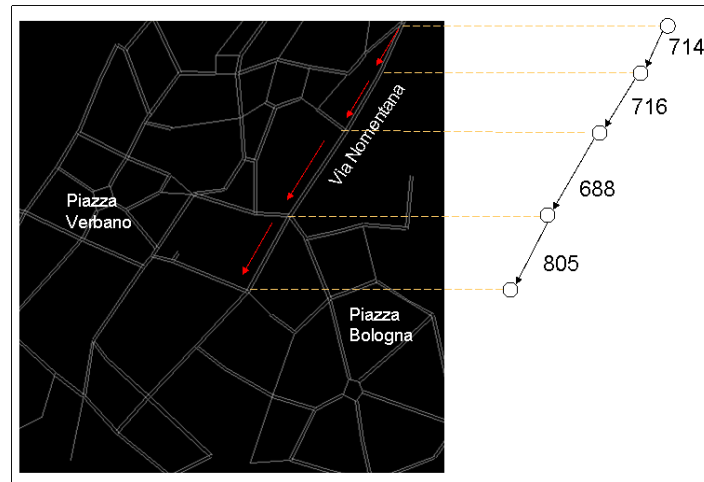 714
716
Via Nomentana
688
Piazza
Verbano
805
Piazza
Bologna